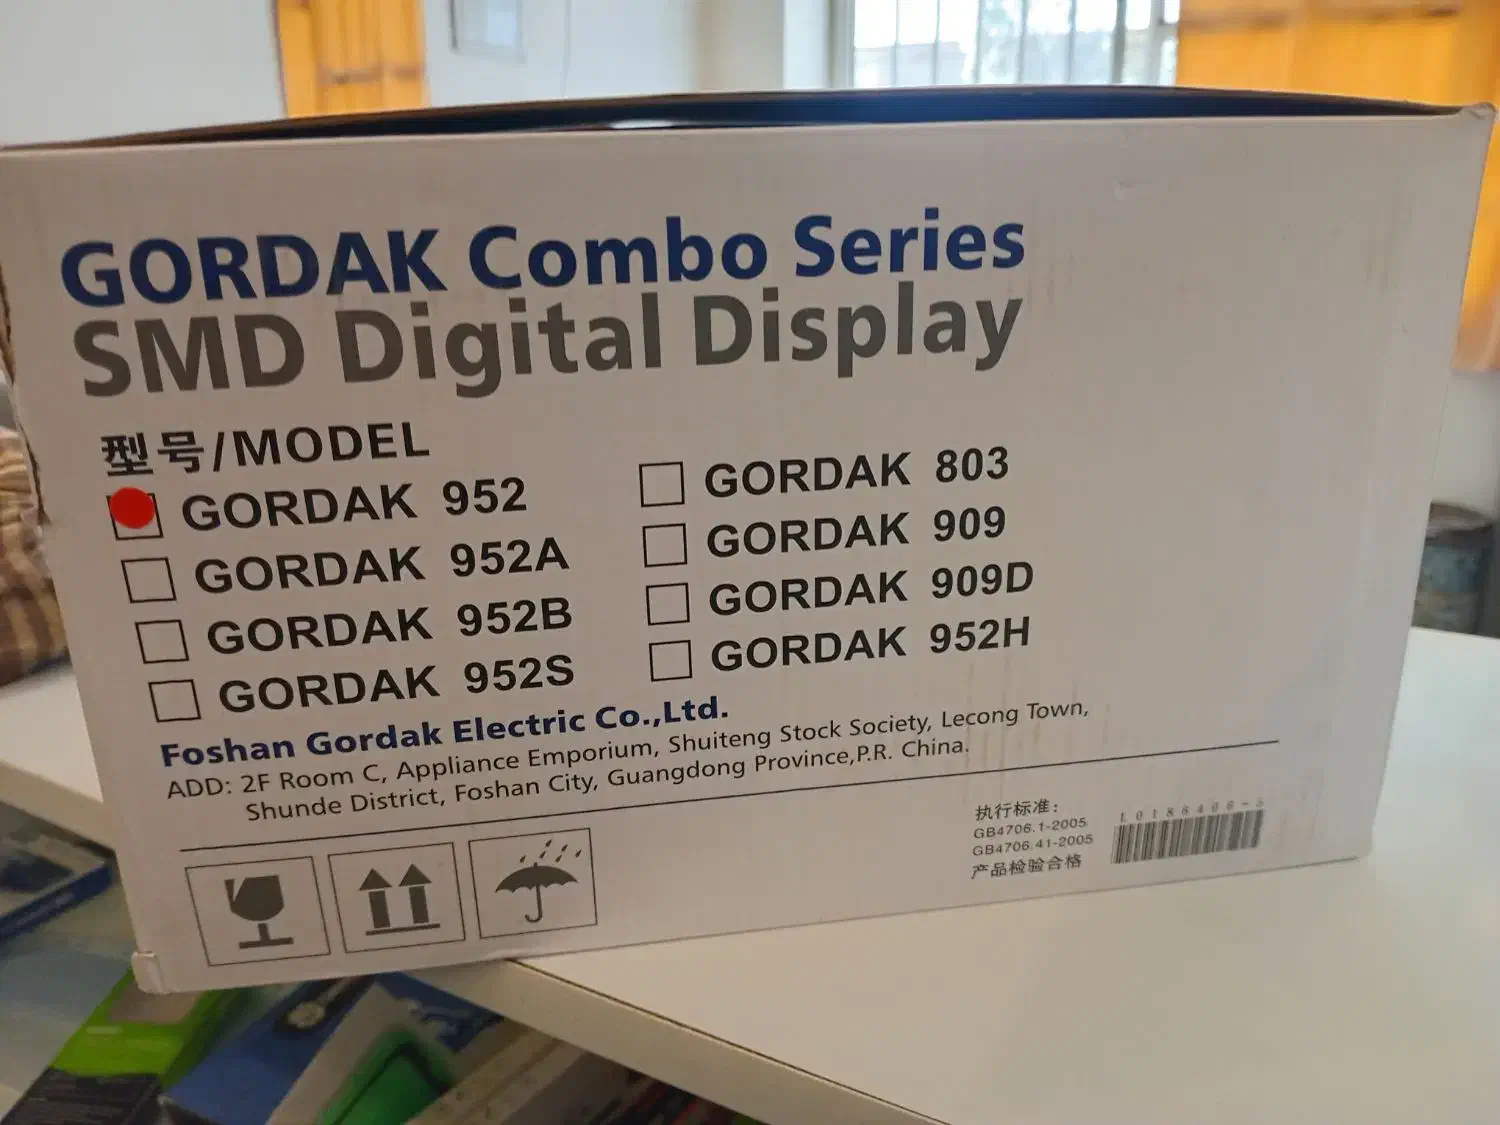 GORDAK Combo Series
SMD Digital Display
型号/MODEL
GORDAK 952
GORDAK 952A
GORDAK 952B
GORDAK 952S
GORDAK 803
GORDAK 909
GORDAK 909D
GORDAK 952H
Foshan Gordak Electric Co.,Ltd.
ADD: 2F Room C, Appliance Emporium, Shuiteng Stock Society, Lecong Town,
Shunde District, Foshan City, Guangdong Province,P.R. China.
执行标准:
GB4706.1-2005
GB4706.41-2005
产品检验合格